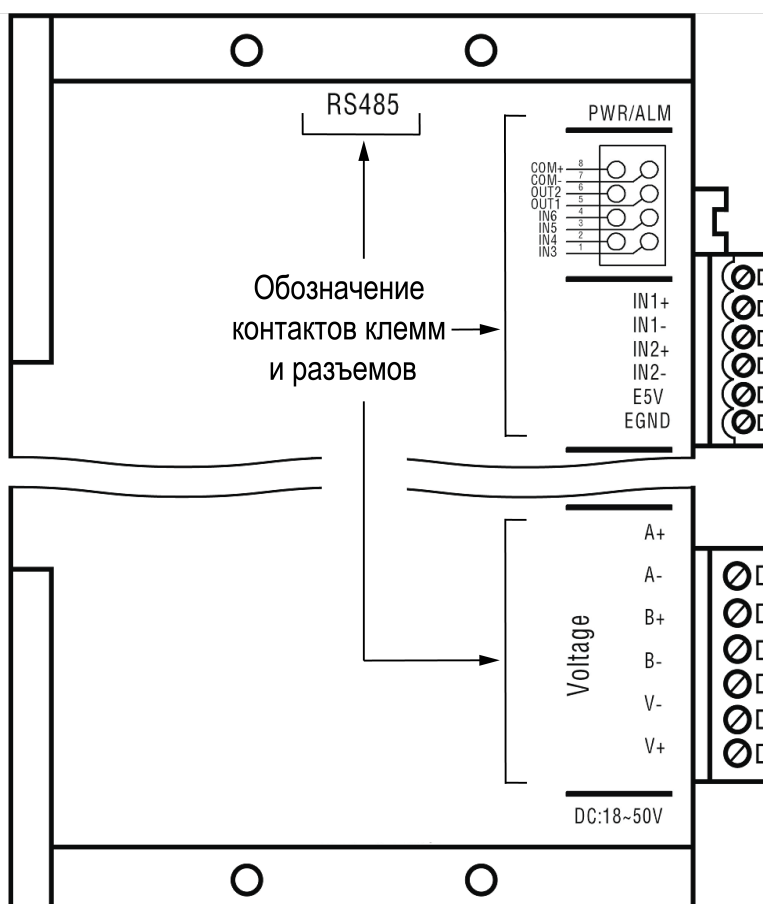 RS485
PWR/ALM
COM+ 8
COM- 7
OUT2 6
OUT1 5
IN6 4
IN5 3
IN4 2
IN3 1
Обозначение
контактов клемм
и разъемов
IN1+
IN1-
IN2+
IN2-
E5V
EGND
Voltage
A+
A-
B+
B-
V-
V+
DC:18~50V